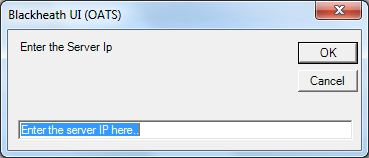 Blackheath UI (OATS)
Enter the Server Ip
OK
Cancel
Enter the server IP here..